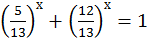 (5/13)^x + (12/13)^x = 1